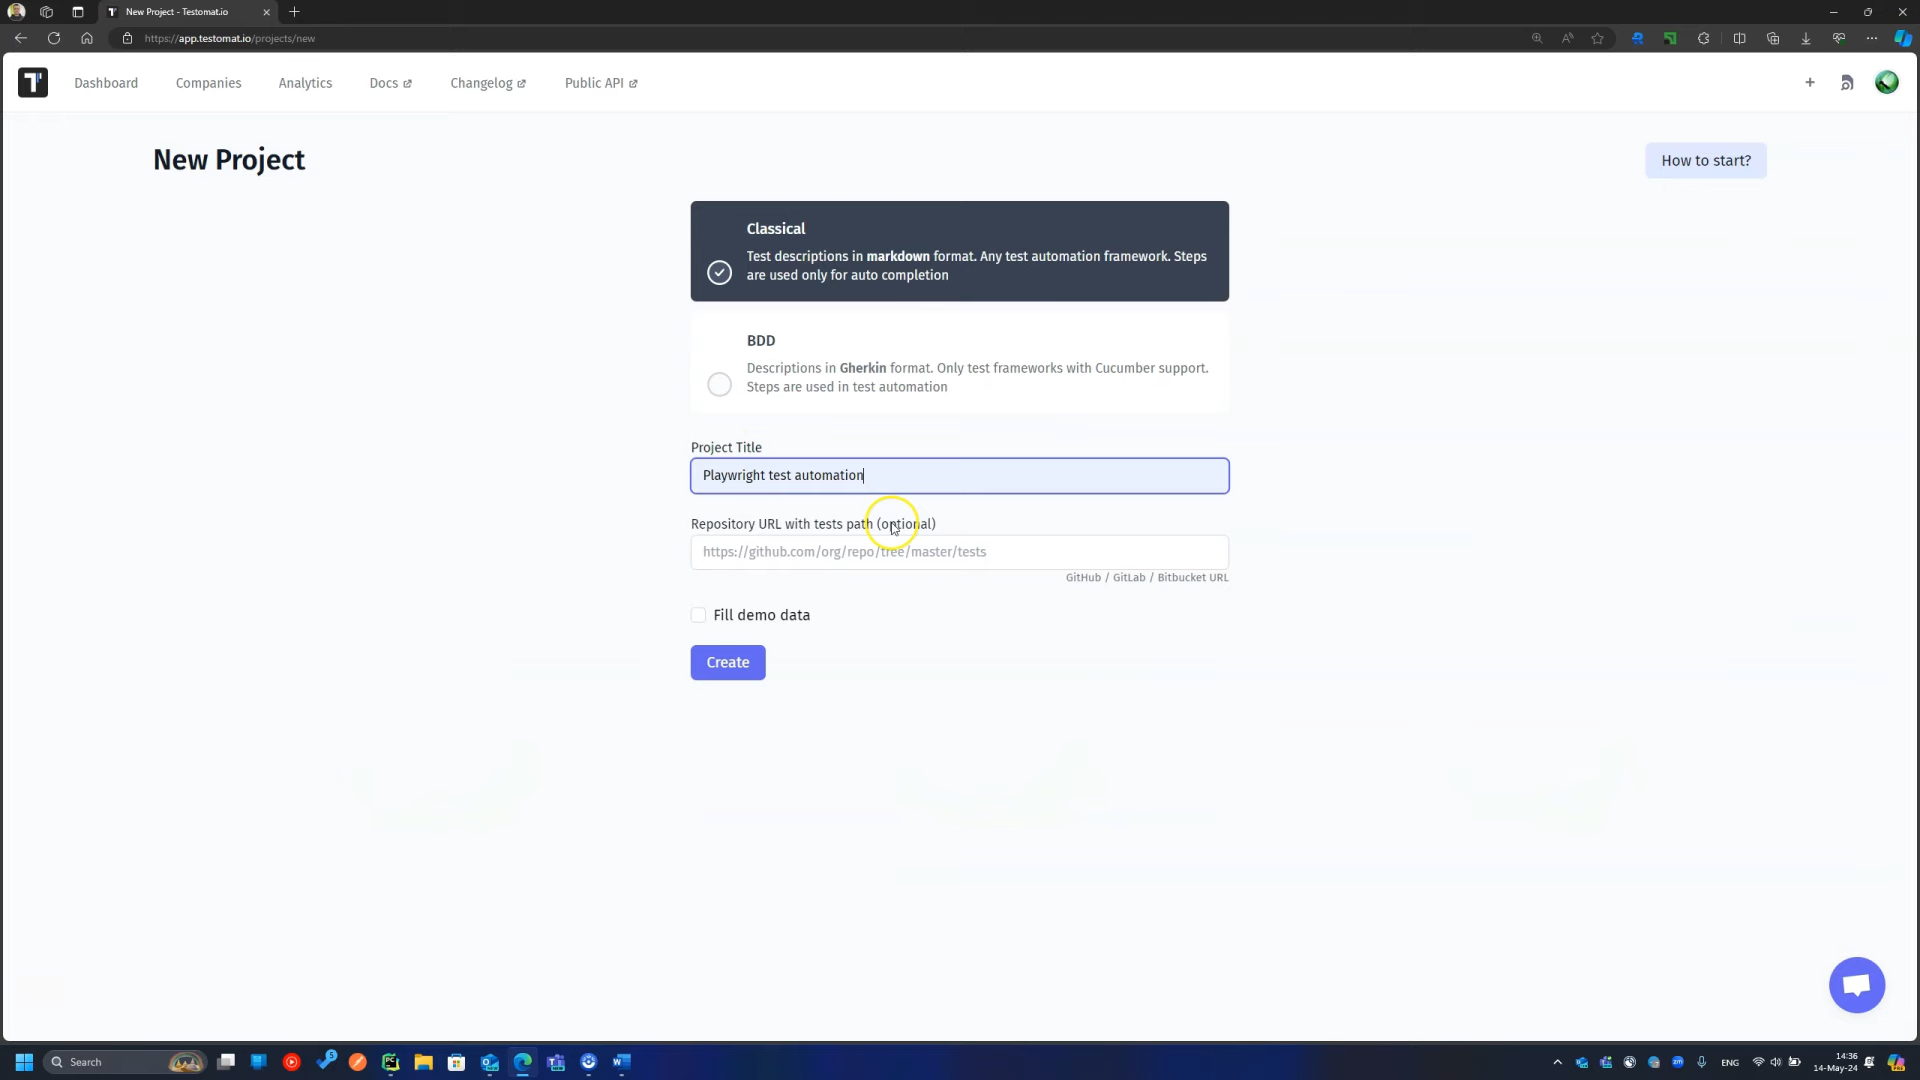 New Project - Testomat.io
https://app.testomat.io/projects/new
Dashboard
Companies
Analytics
Docs
Changelog
Public API
New Project
How to start?
Classical
Test descriptions in markdown format. Any test automation framework. Steps
are used only for auto completion
BDD
Descriptions in Gherkin format. Only test frameworks with Cucumber support.
Steps are used in test automation
Project Title
Playwright test automation
Repository URL with tests path (optional)
https://github.com/org/repo/tree/master/tests
GitHub / GitLab / Bitbucket URL
Fill demo data
Create
Search
5
ENG
14:36
14-May-24